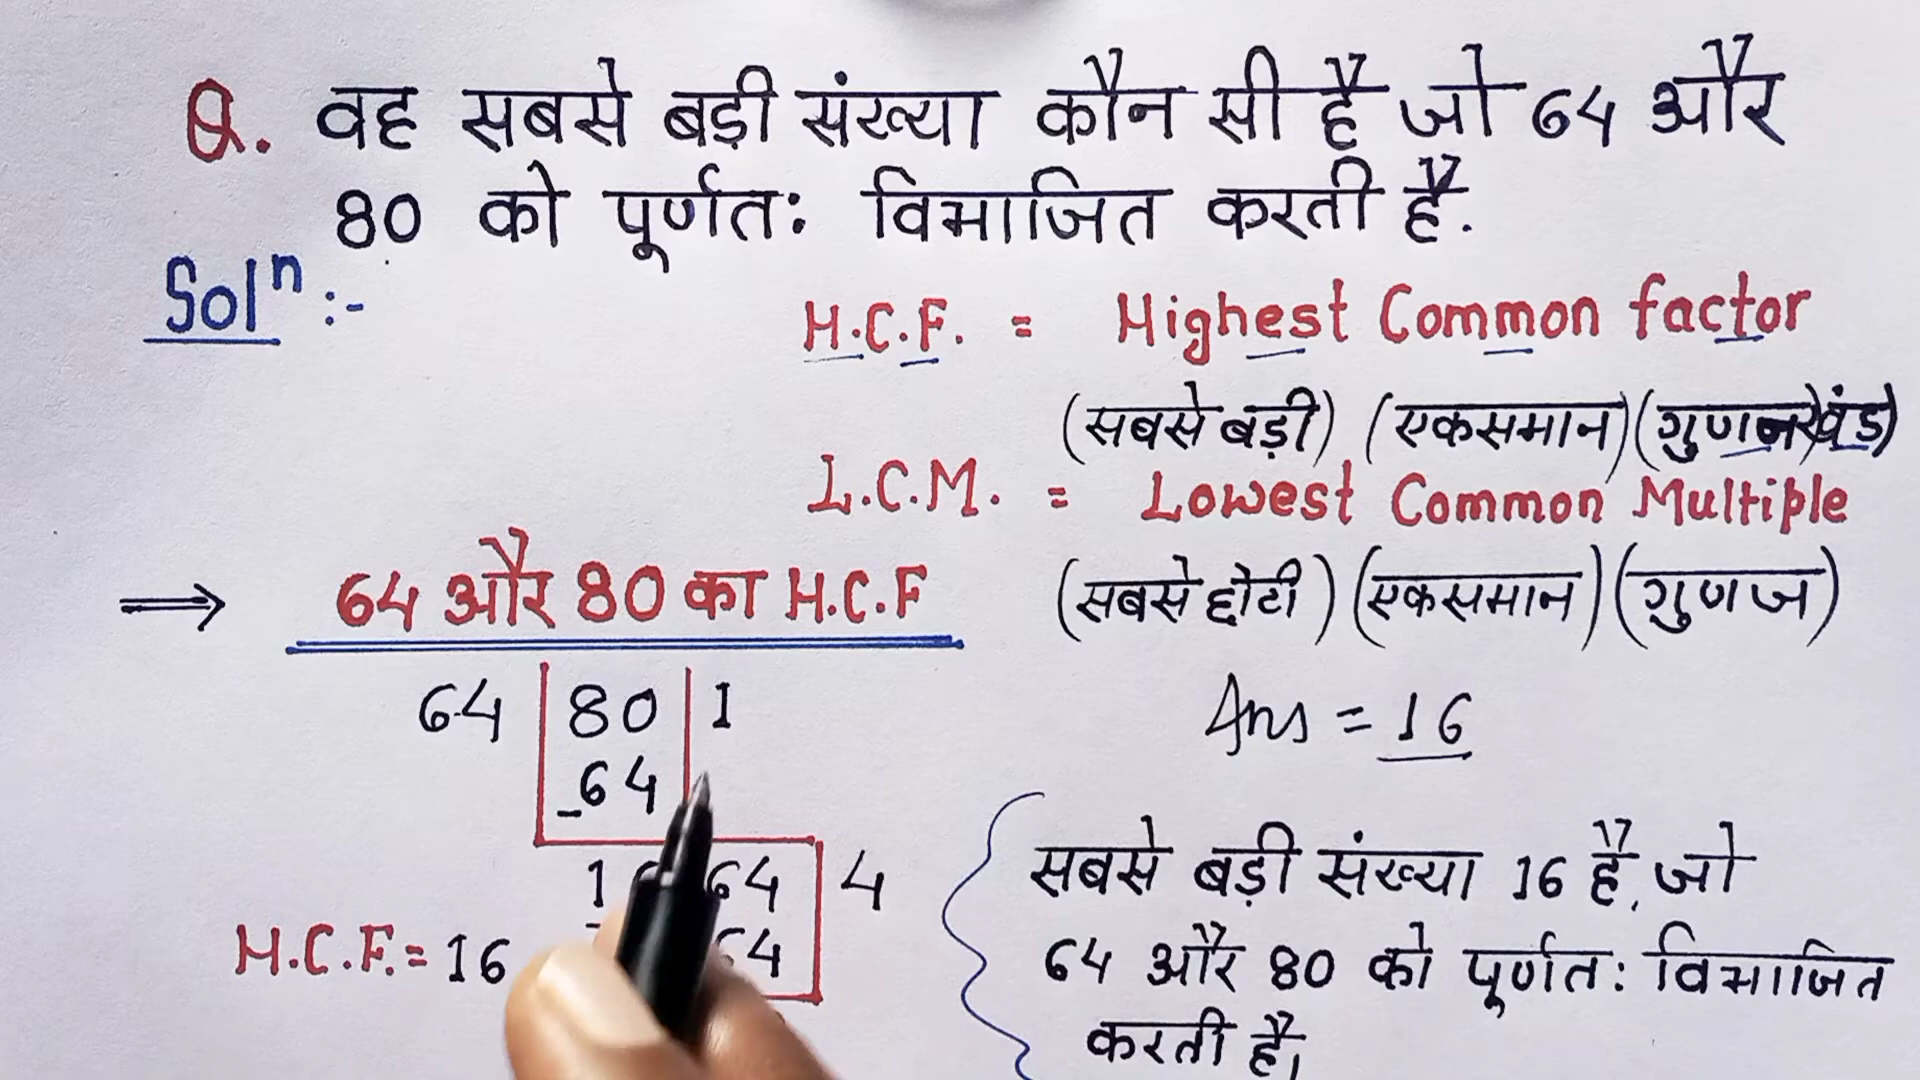 Q. वह सबसे बड़ी संख्या कौन सी है जो 64 और
80 को पूर्णत: विभाजित करती है.
Solⁿ :-
H.C.F. = Highest Common factor
(सबसे बड़ी) (एकसमान) (गुणनखंड)
L.C.M. = Lowest Common Multiple
(सबसे छोटी) (एकसमान) (गुणज)
⟹ 64 और 80 का H.C.F
64 80 1
-64
64 4
64
H.C.F. = 16
Ans = 16
सबसे बड़ी संख्या 16 है, जो
64 और 80 को पूर्णत: विभाजित
करती है।